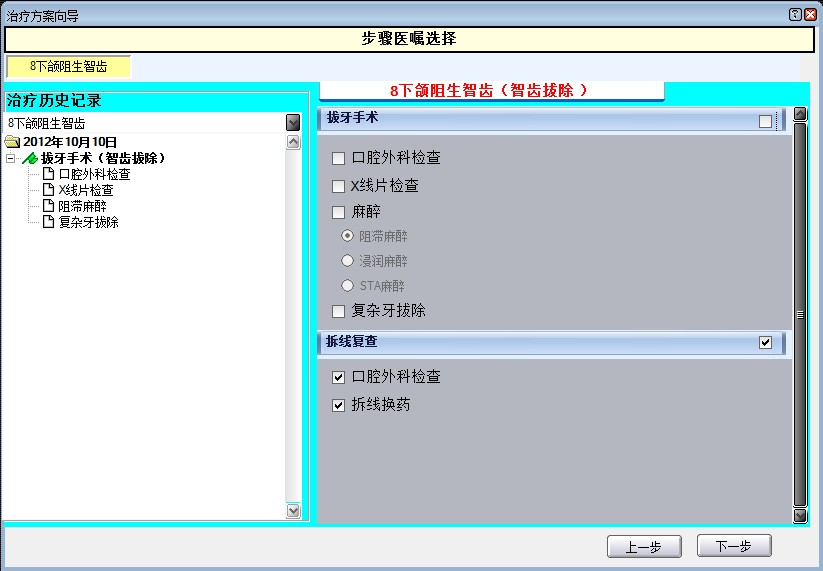 治疗方案向导
步骤医嘱选择
8下颌阻生智齿
治疗历史记录
8下颌阻生智齿
2012年10月10日
拔牙手术（智齿拔除）
口腔外科检查
X线片检查
阻滞麻醉
复杂牙拔除
8下颌阻生智齿（智齿拔除 ）
拔牙手术
口腔外科检查
X线片检查
麻醉
阻滞麻醉
浸润麻醉
STA麻醉
复杂牙拔除
拆线复查
口腔外科检查
拆线换药
上一步
下一步